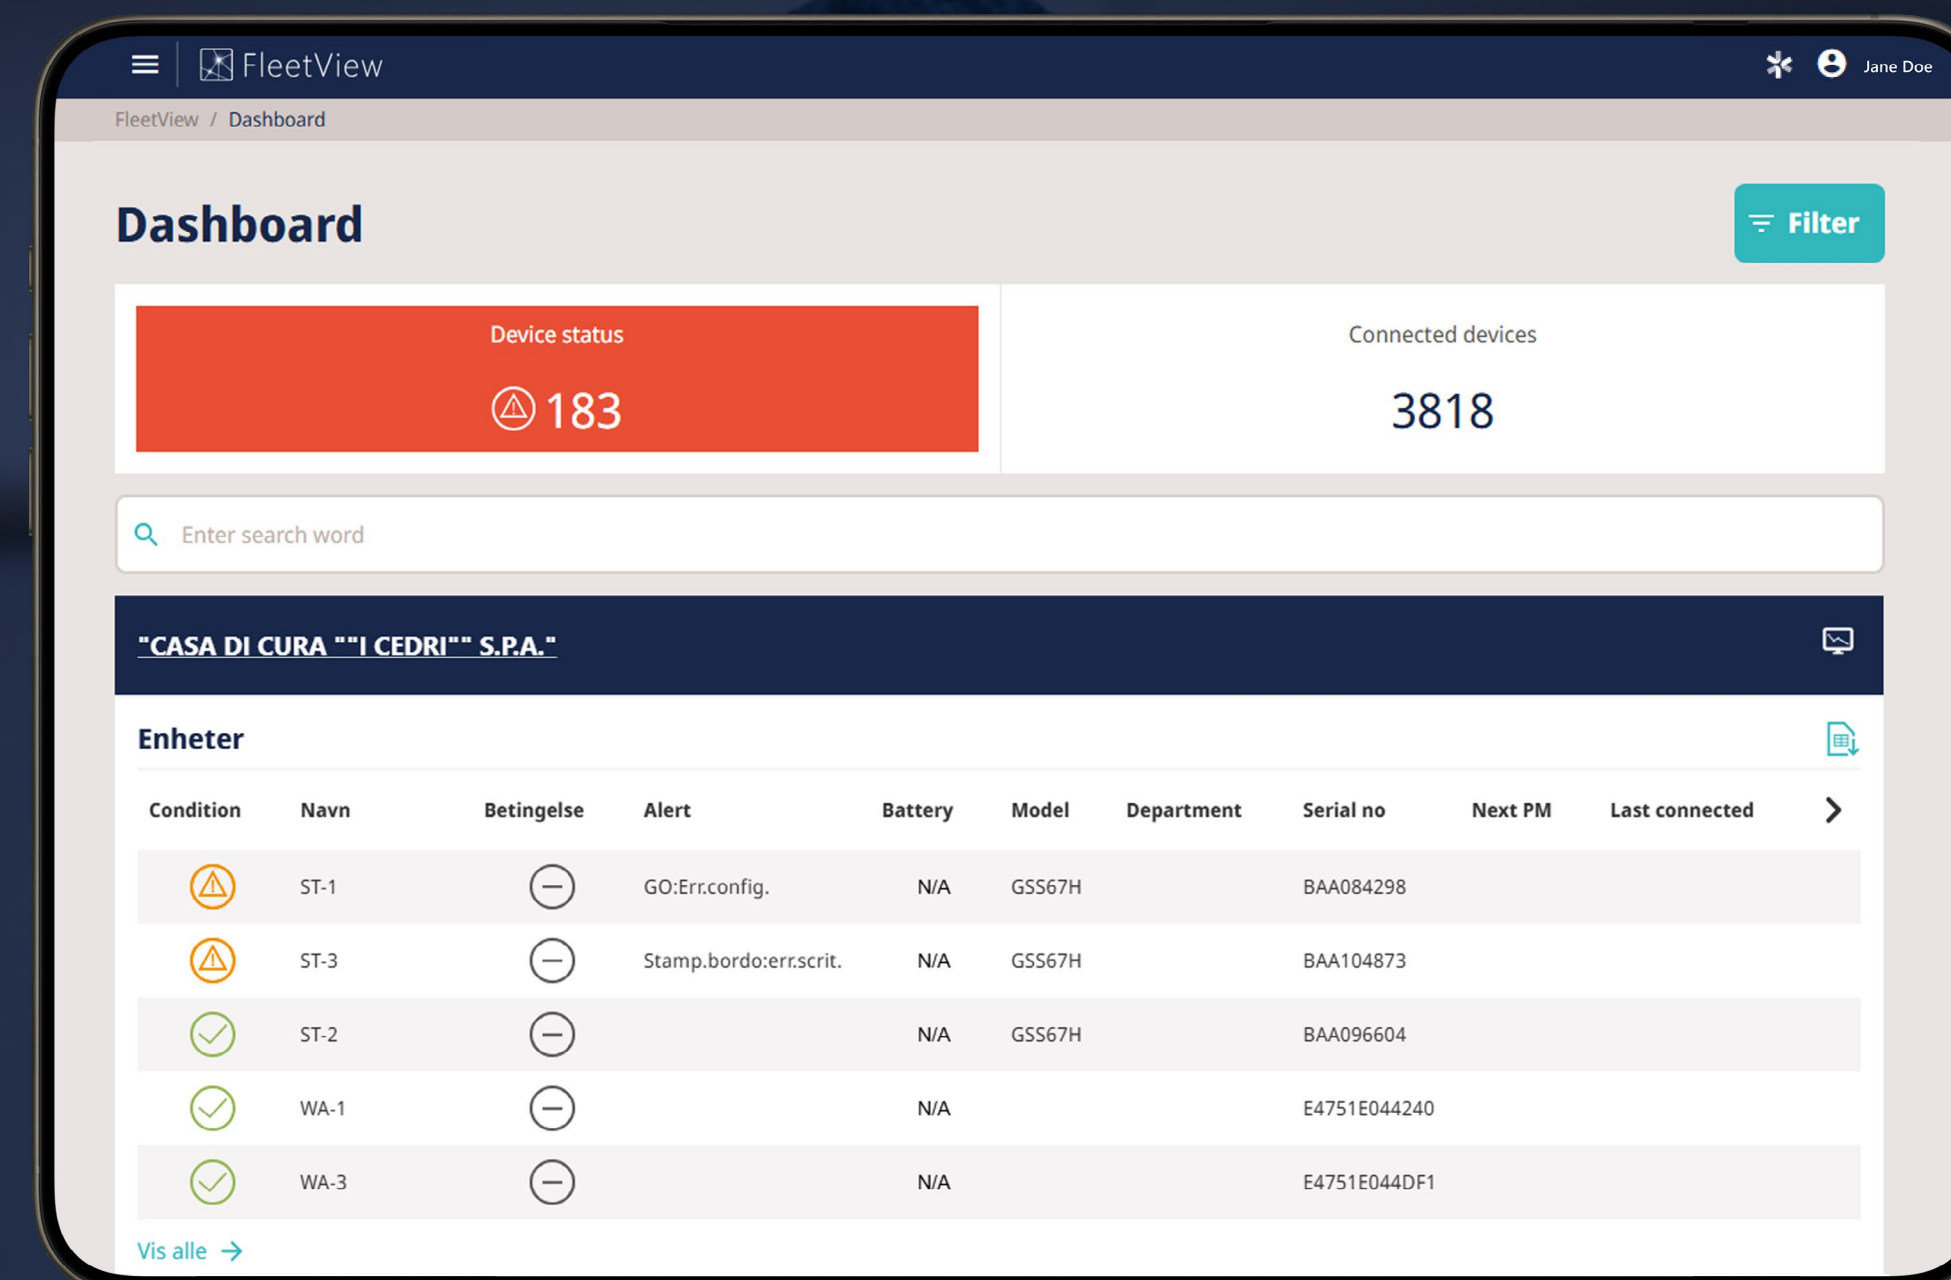 FleetView
Jane Doe
FleetView / Dashboard
Dashboard
Filter
Device status
183
Connected devices
3818
Enter search word
"CASA DI CURA ""I CEDRI"" S.P.A."
Enheter
Condition Navn Betingelse Alert Battery Model Department Serial no Next PM Last connected
ST-1 GO:Err.config. N/A GSS67H BAA084298
ST-3 Stamp.bordo:err.scrit. N/A GSS67H BAA104873
ST-2 N/A GSS67H BAA096604
WA-1 N/A E4751E044240
WA-3 N/A E4751E044DF1
Vis alle